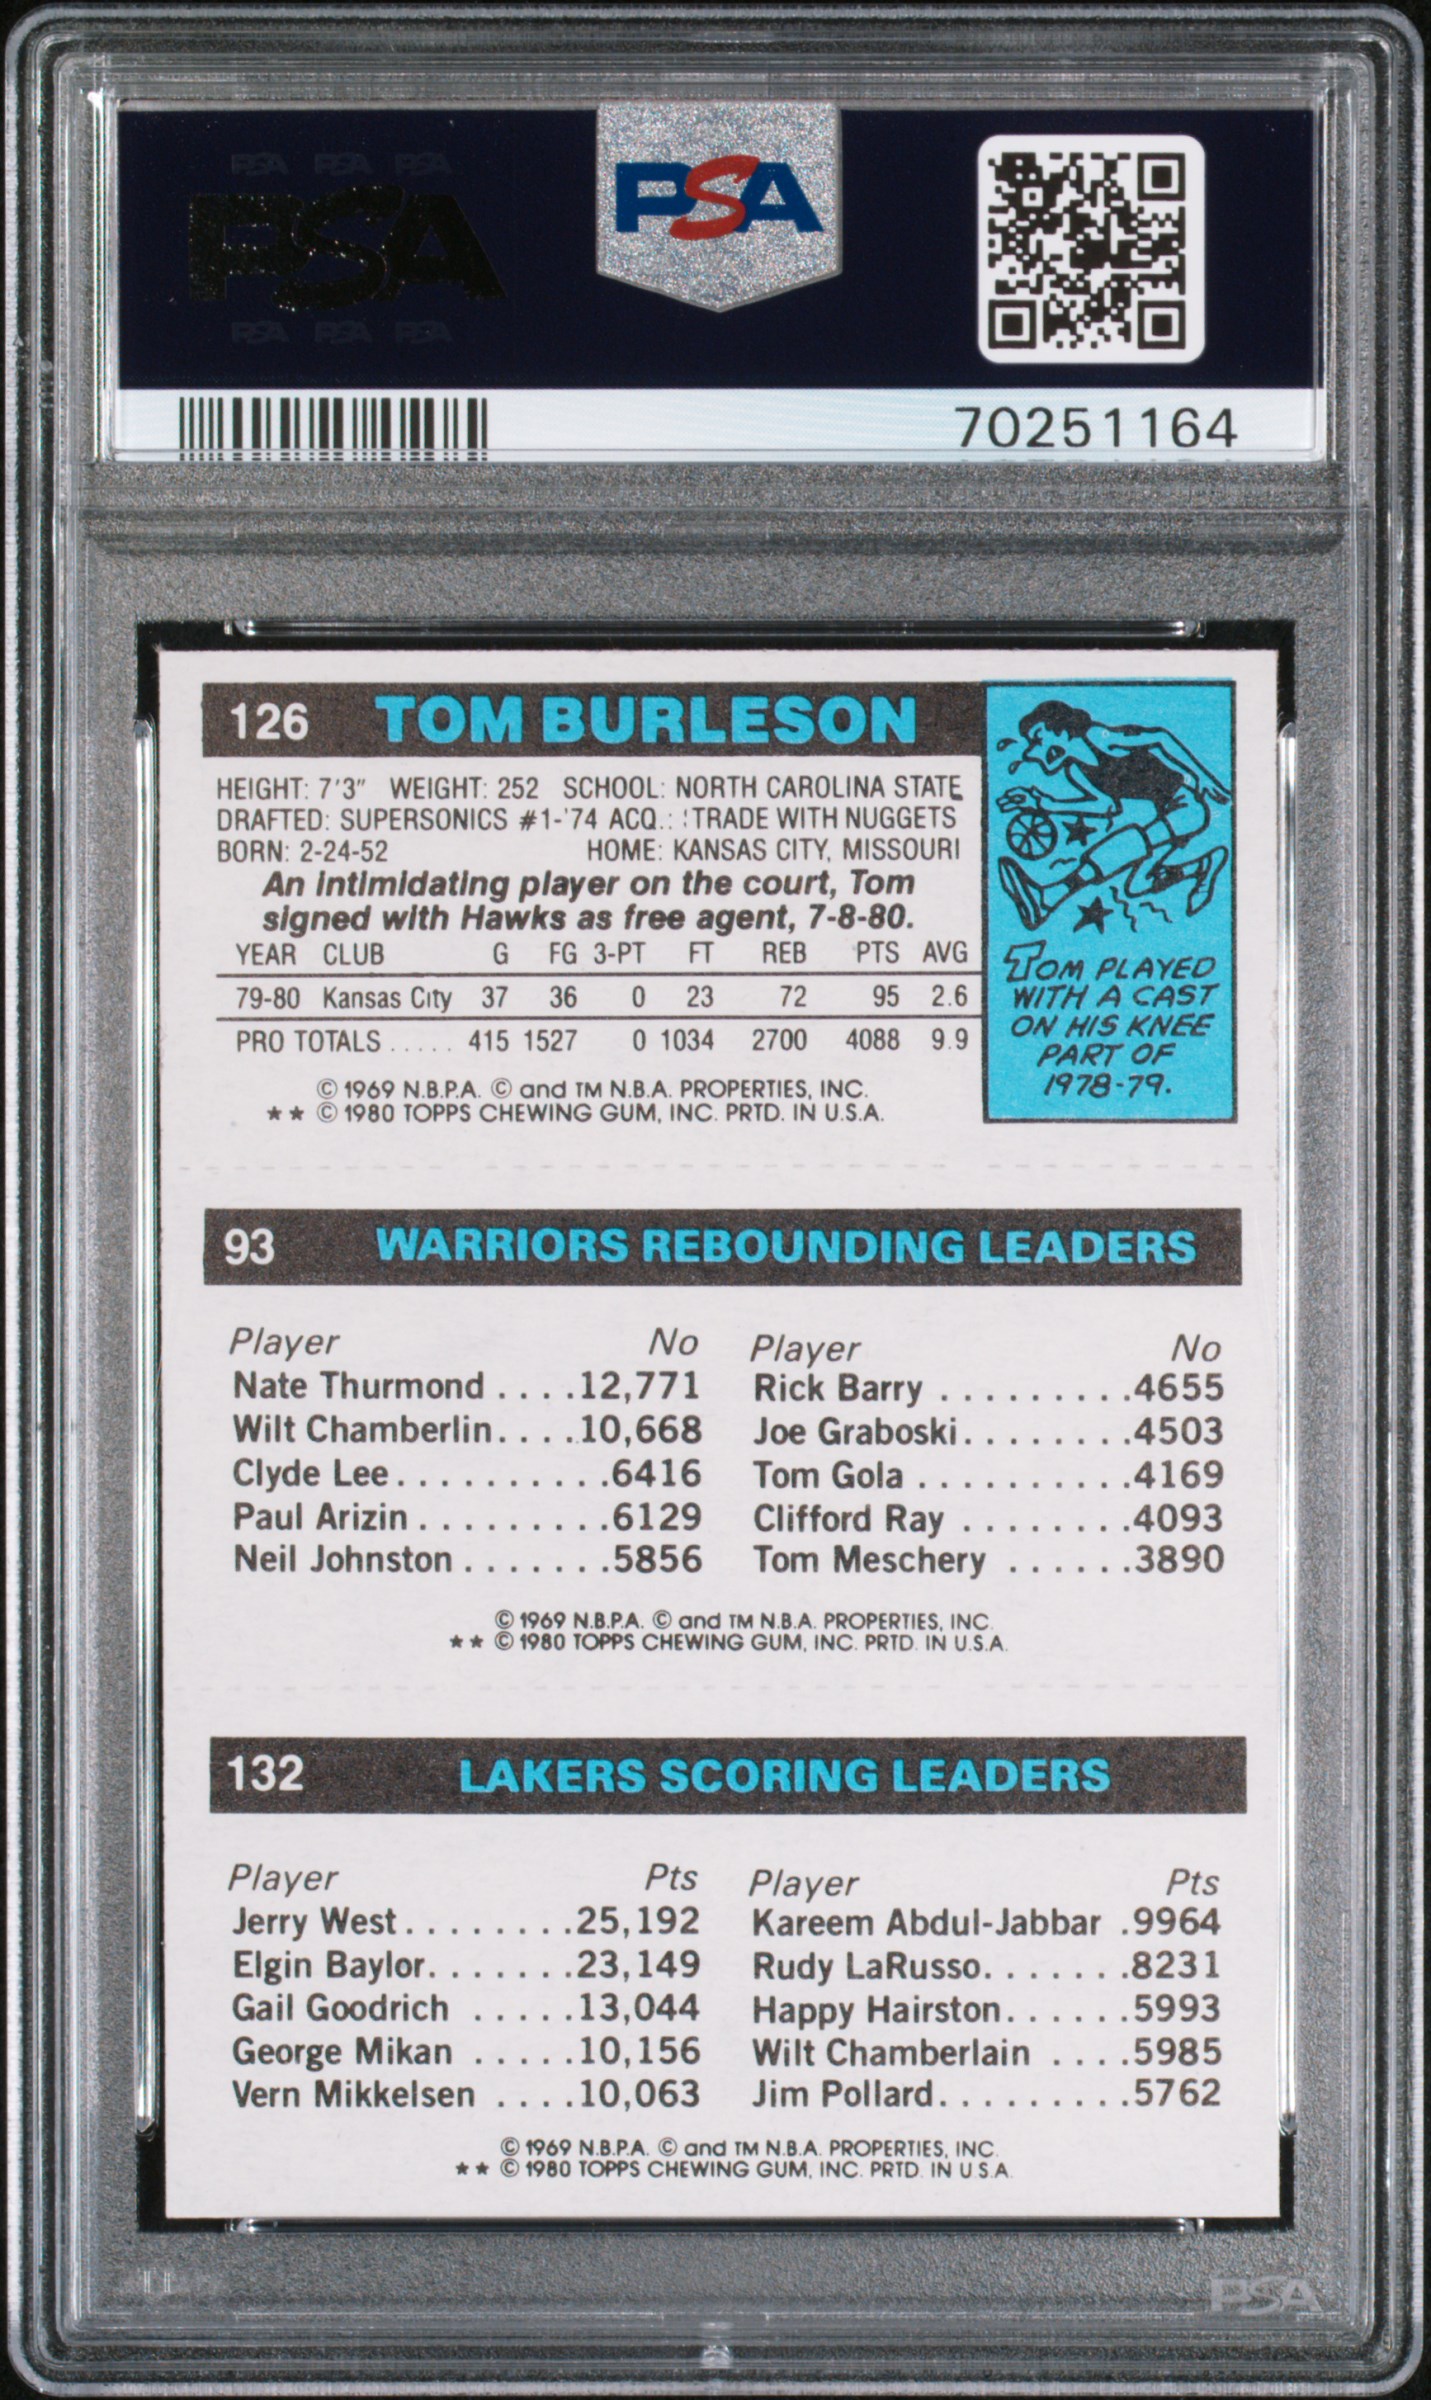 PSA PSA PSA
PSA
PSA PSA PSA
PSA
70251164
126 TOM BURLESON
HEIGHT: 7'3" WEIGHT: 252 SCHOOL: NORTH CAROLINA STATE
DRAFTED: SUPERSONICS #1-'74 ACQ.: TRADE WITH NUGGETS
BORN: 2-24-52 HOME: KANSAS CITY, MISSOURI
An intimidating player on the court, Tom
signed with Hawks as free agent, 7-8-80.
YEAR CLUB G FG 3-PT FT REB PTS AVG
79-80 Kansas City 37 36 0 23 72 95 2.6
PRO TOTALS ..... 415 1527 0 1034 2700 4088 9.9
© 1969 N.B.P.A. © and TM N.B.A. PROPERTIES, INC.
★★ © 1980 TOPPS CHEWING GUM, INC. PRTD. IN U.S.A.
TOM PLAYED
WITH A CAST
ON HIS KNEE
PART OF
1978-79.
93 WARRIORS REBOUNDING LEADERS
Player No Player No
Nate Thurmond ....12,771 Rick Barry .........4655
Wilt Chamberlin....10,668 Joe Graboski........4503
Clyde Lee..........6416 Tom Gola ..........4169
Paul Arizin.........6129 Clifford Ray ........4093
Neil Johnston.......5856 Tom Meschery ......3890
© 1969 N.B.P.A. © and TM N.B.A. PROPERTIES, INC.
★★ © 1980 TOPPS CHEWING GUM, INC. PRTD. IN U.S.A.
132 LAKERS SCORING LEADERS
Player Pts Player Pts
Jerry West........25,192 Kareem Abdul-Jabbar .9964
Elgin Baylor.......23,149 Rudy LaRusso.......8231
Gail Goodrich .....13,044 Happy Hairston......5993
George Mikan .....10,156 Wilt Chamberlain ....5985
Vern Mikkelsen ....10,063 Jim Pollard.........5762
© 1969 N.B.P.A. © and TM N.B.A. PROPERTIES, INC.
★★ © 1980 TOPPS CHEWING GUM, INC. PRTD. IN U.S.A.
PSA